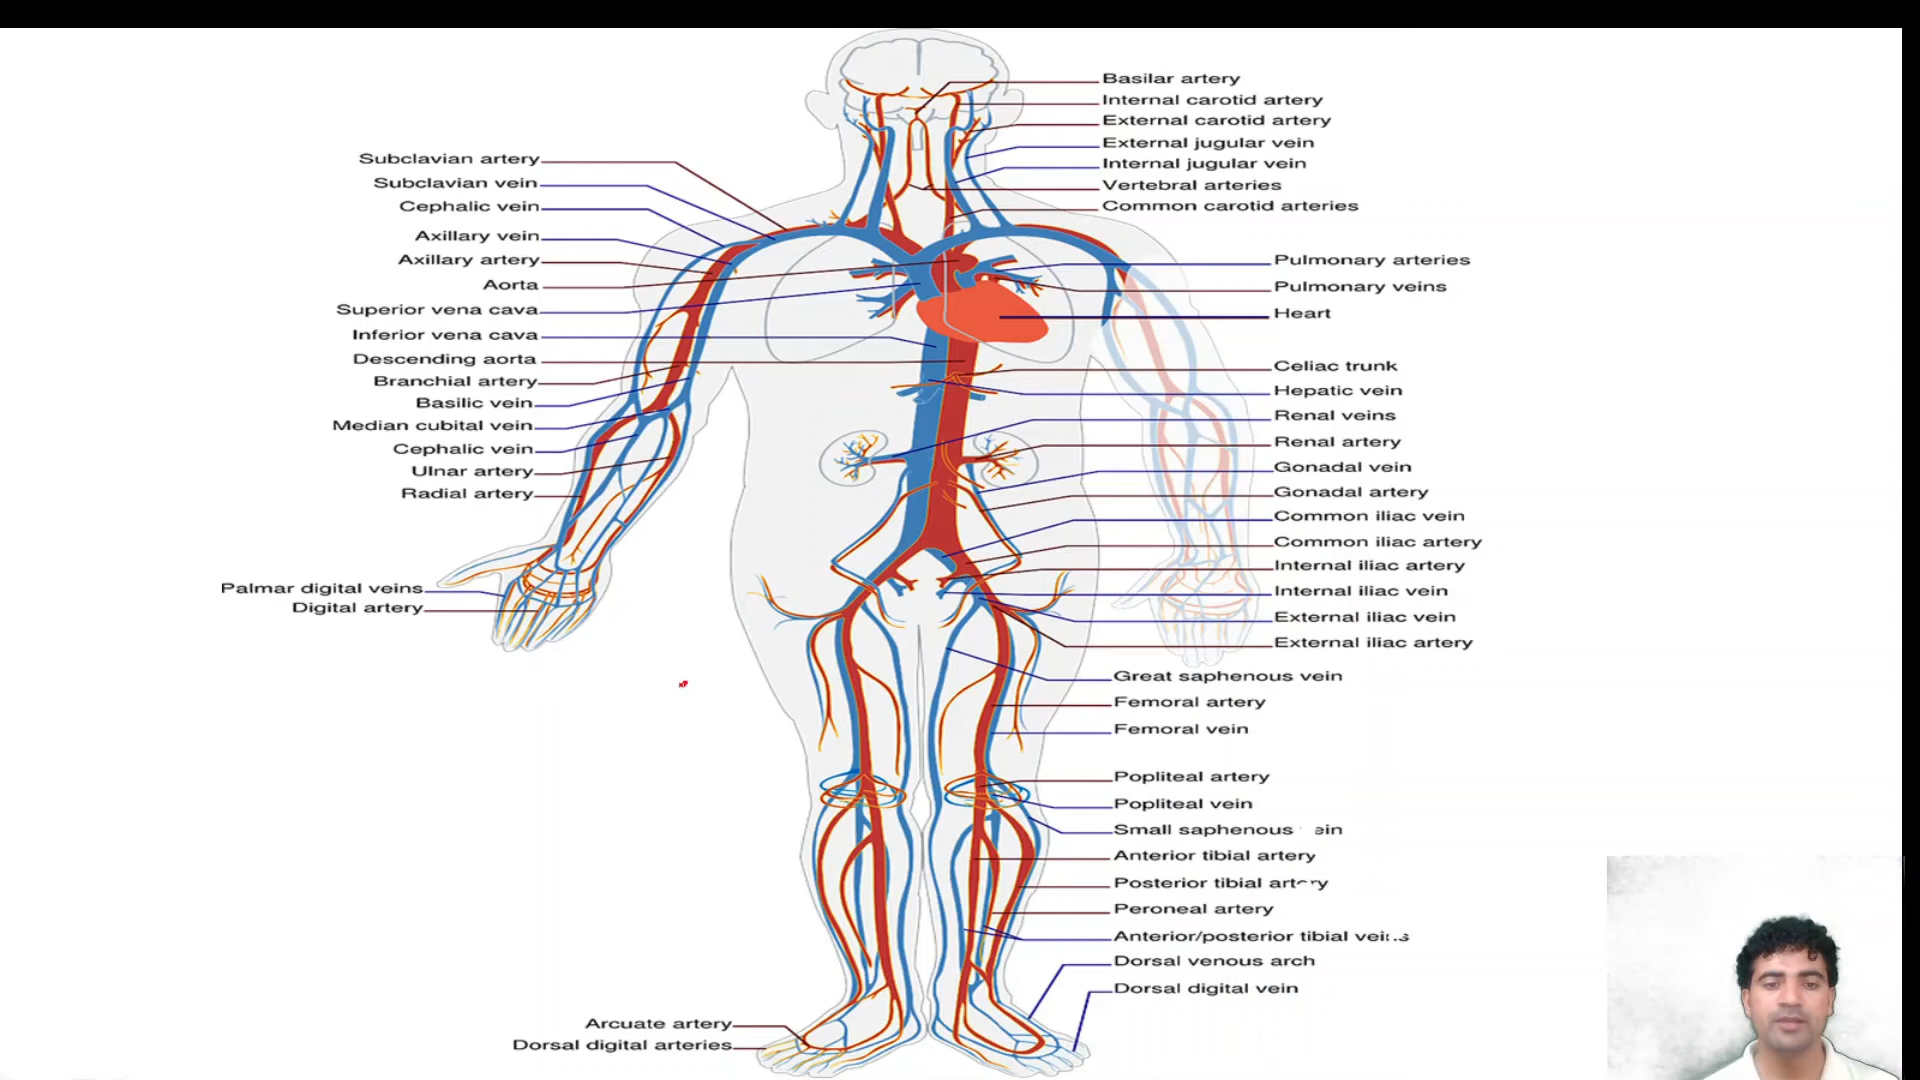 Basilar artery
Internal carotid artery
External carotid artery
External jugular vein
Internal jugular vein
Vertebral arteries
Common carotid arteries
Subclavian artery
Subclavian vein
Cephalic vein
Axillary vein
Axillary artery
Aorta
Superior vena cava
Inferior vena cava
Descending aorta
Branchial artery
Basilic vein
Median cubital vein
Cephalic vein
Ulnar artery
Radial artery
Palmar digital veins
Digital artery
Pulmonary arteries
Pulmonary veins
Heart
Celiac trunk
Hepatic vein
Renal veins
Renal artery
Gonadal vein
Gonadal artery
Common iliac vein
Common iliac artery
Internal iliac artery
Internal iliac vein
External iliac vein
External iliac artery
Great saphenous vein
Femoral artery
Femoral vein
Popliteal artery
Popliteal vein
Small saphenous vein
Anterior tibial artery
Posterior tibial artery
Peroneal artery
Anterior/posterior tibial veins
Dorsal venous arch
Dorsal digital vein
Arcuate artery
Dorsal digital arteries